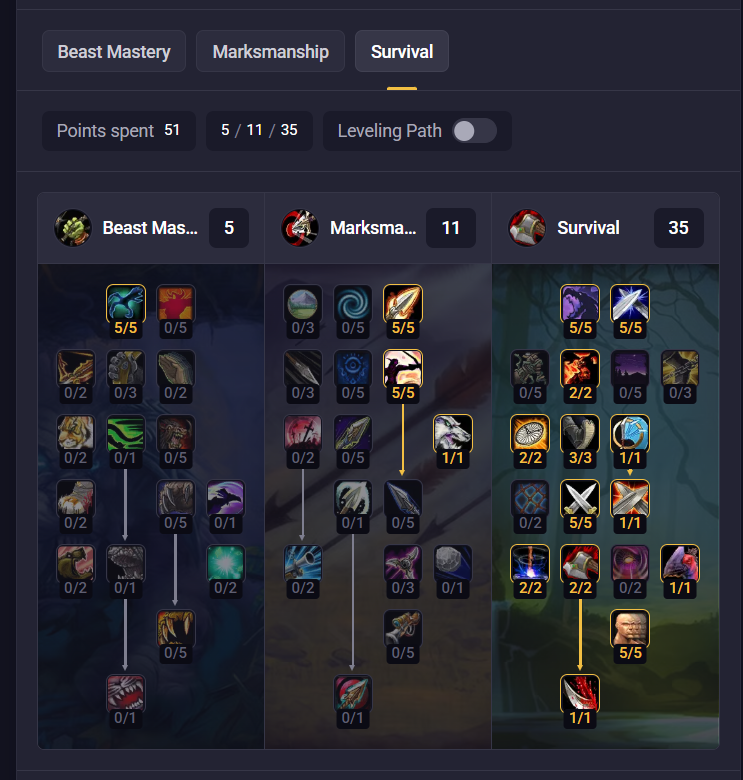 Beast Mastery Marksmanship Survival
Points spent 51 5 / 11 / 35 Leveling Path
Beast Mas... 5 Marksma... 11 Survival 35
5/5 0/5 0/3 0/5 5/5 5/5 5/5
0/2 0/3 0/2 0/3 0/5 5/5 0/5 2/2 0/5 0/3
0/2 0/1 0/5 0/2 0/5 1/1 2/2 3/3 1/1
0/2 0/5 0/1 0/1 0/5 0/2 5/5 1/1
0/2 0/1 0/2 0/2 0/3 0/1 2/2 2/2 0/2 1/1
0/5 0/5 5/5
0/1 0/1 1/1